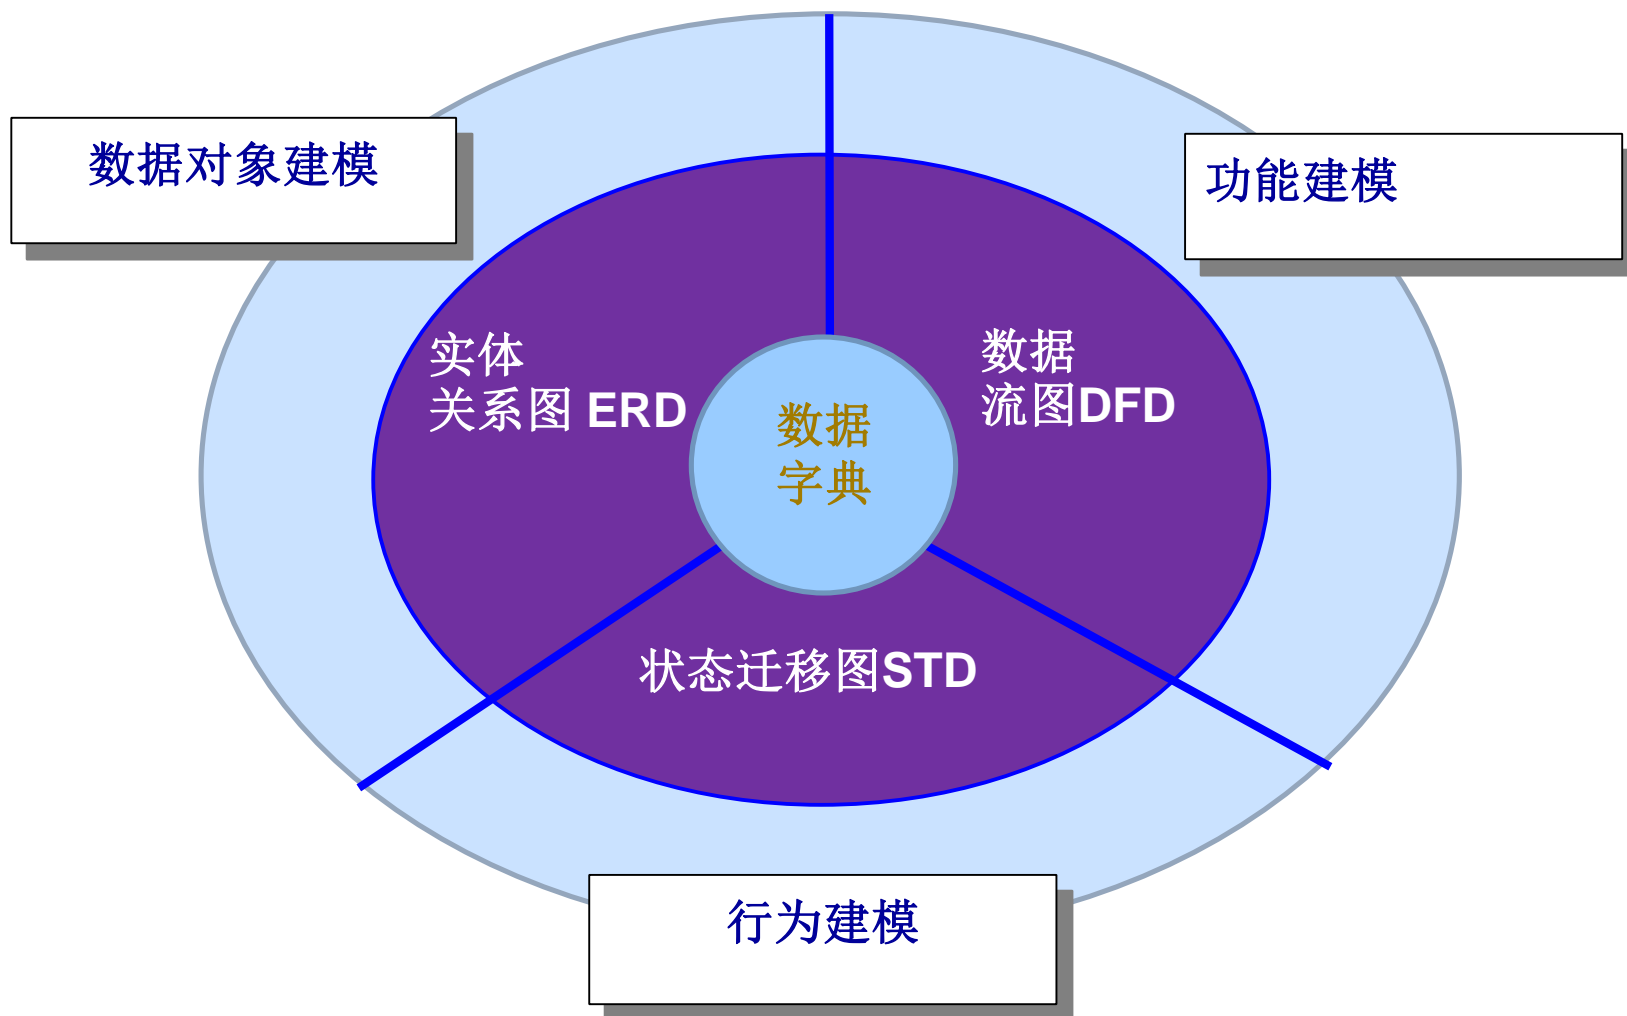 数据对象建模
功能建模
实体
关系图 ERD
数据
流图DFD
数据
字典
状态迁移图STD
行为建模